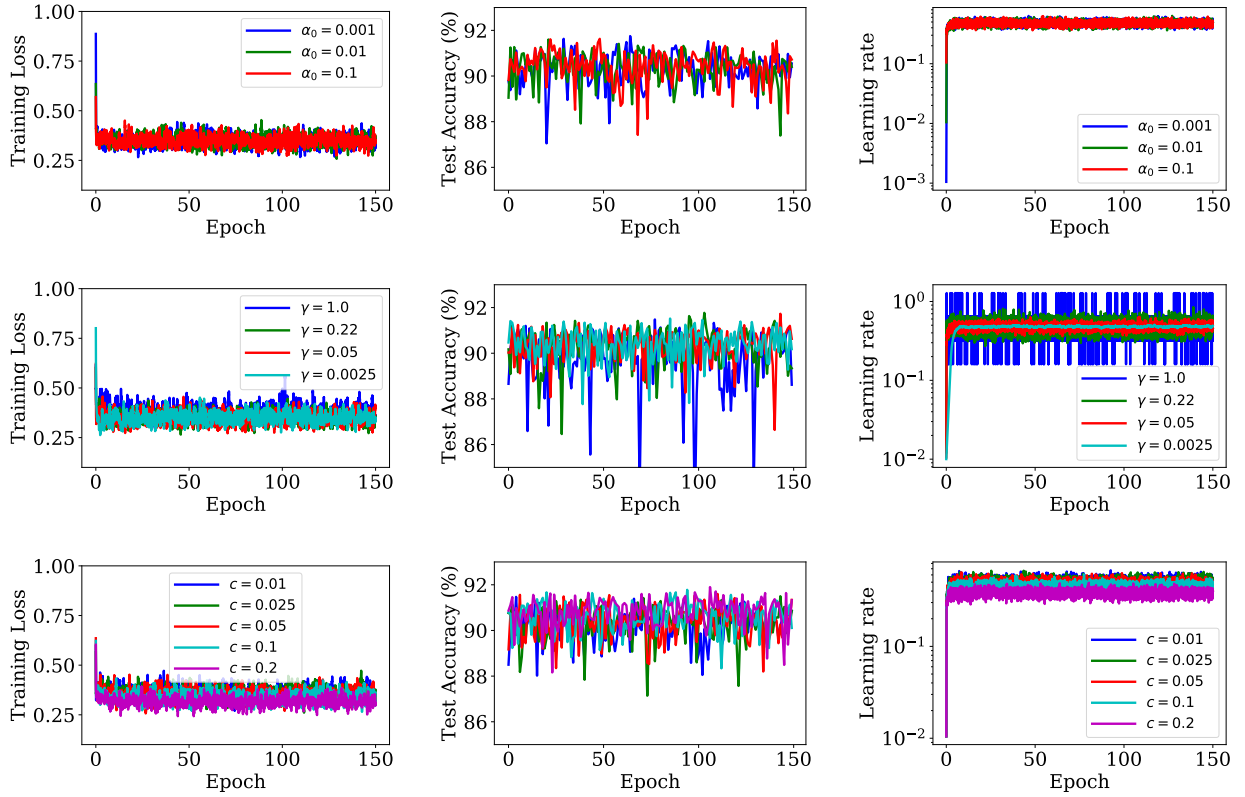 Training Loss
1.00
0.75
0.50
0.25
α₀ = 0.001
α₀ = 0.01
α₀ = 0.1
0 50 100 150
Epoch
Test Accuracy (%)
92
90
88
86
0 50 100 150
Epoch
Learning rate
10⁻¹
10⁻²
10⁻³
α₀ = 0.001
α₀ = 0.01
α₀ = 0.1
0 50 100 150
Epoch
Training Loss
1.00
0.75
0.50
0.25
γ = 1.0
γ = 0.22
γ = 0.05
γ = 0.0025
0 50 100 150
Epoch
Test Accuracy (%)
92
90
88
86
0 50 100 150
Epoch
Learning rate
10⁰
10⁻¹
10⁻²
γ = 1.0
γ = 0.22
γ = 0.05
γ = 0.0025
0 50 100 150
Epoch
Training Loss
1.00
0.75
0.50
0.25
c = 0.01
c = 0.025
c = 0.05
c = 0.1
c = 0.2
0 50 100 150
Epoch
Test Accuracy (%)
92
90
88
86
0 50 100 150
Epoch
Learning rate
10⁻¹
10⁻²
c = 0.01
c = 0.025
c = 0.05
c = 0.1
c = 0.2
0 50 100 150
Epoch